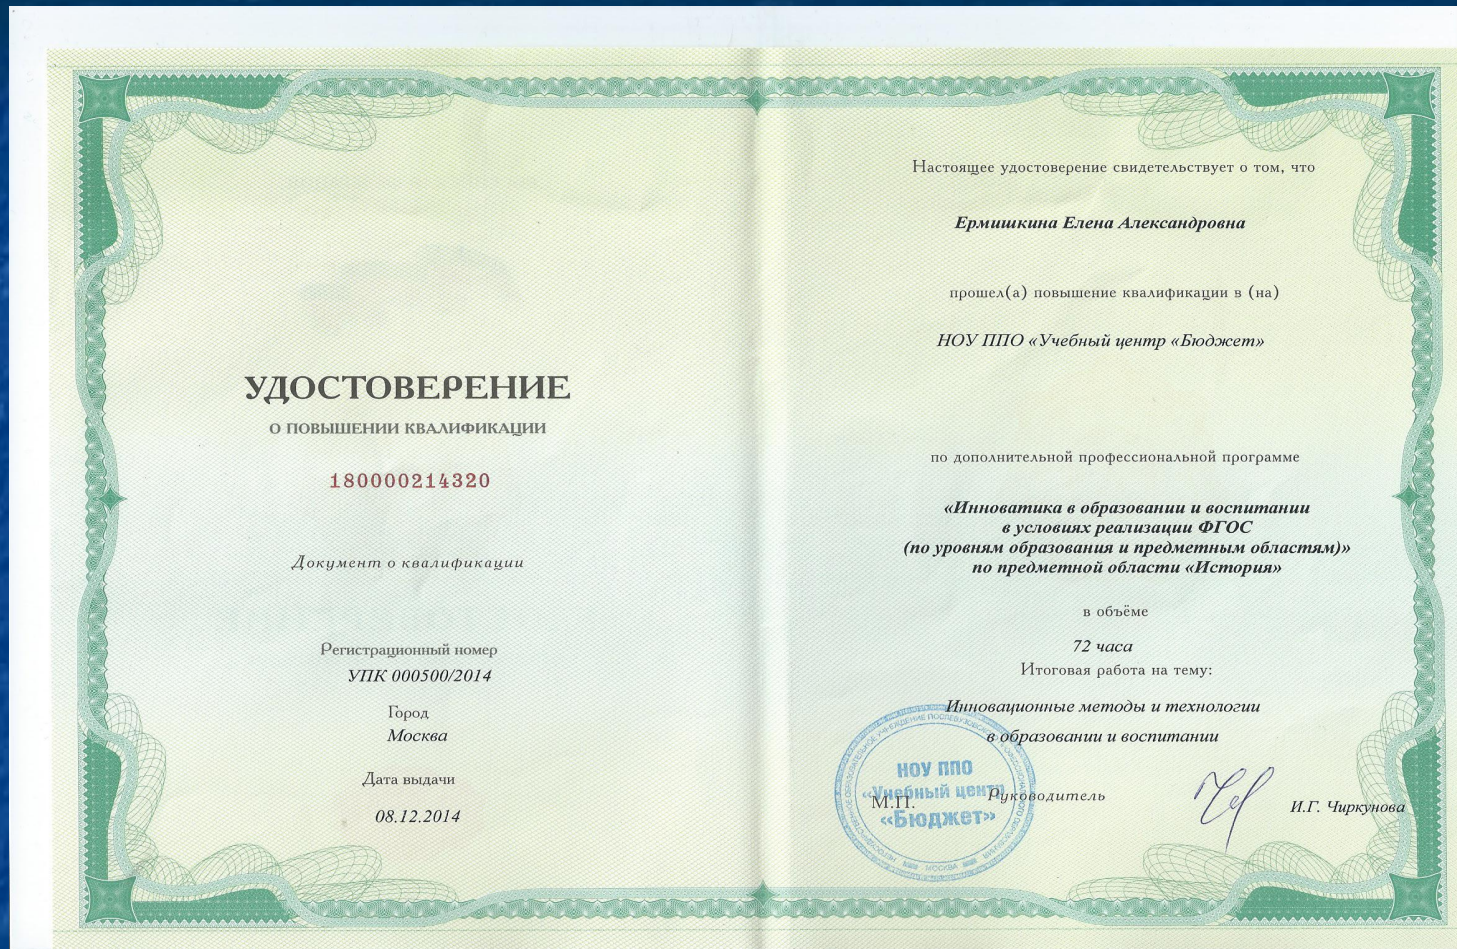 УДОСТОВЕРЕНИЕ
О ПОВЫШЕНИИ КВАЛИФИКАЦИИ
180000214320
Документ о квалификации
Регистрационный номер
УПК 000500/2014
Город
Москва
Дата выдачи
08.12.2014
Настоящее удостоверение свидетельствует о том, что
Ермишкина Елена Александровна
прошел(а) повышение квалификации в (на)
НОУ ППО «Учебный центр «Бюджет»
по дополнительной профессиональной программе
«Инноватика в образовании и воспитании
в условиях реализации ФГОС
(по уровням образования и предметным областям)»
по предметной области «История»
в объёме
72 часа
Итоговая работа на тему:
Инновационные методы и технологии
в образовании и воспитании
НОУ ППО
«Учебный центр
«Бюджет»
МОСКВА
М.П.
Руководитель
И.Г. Чиркунова